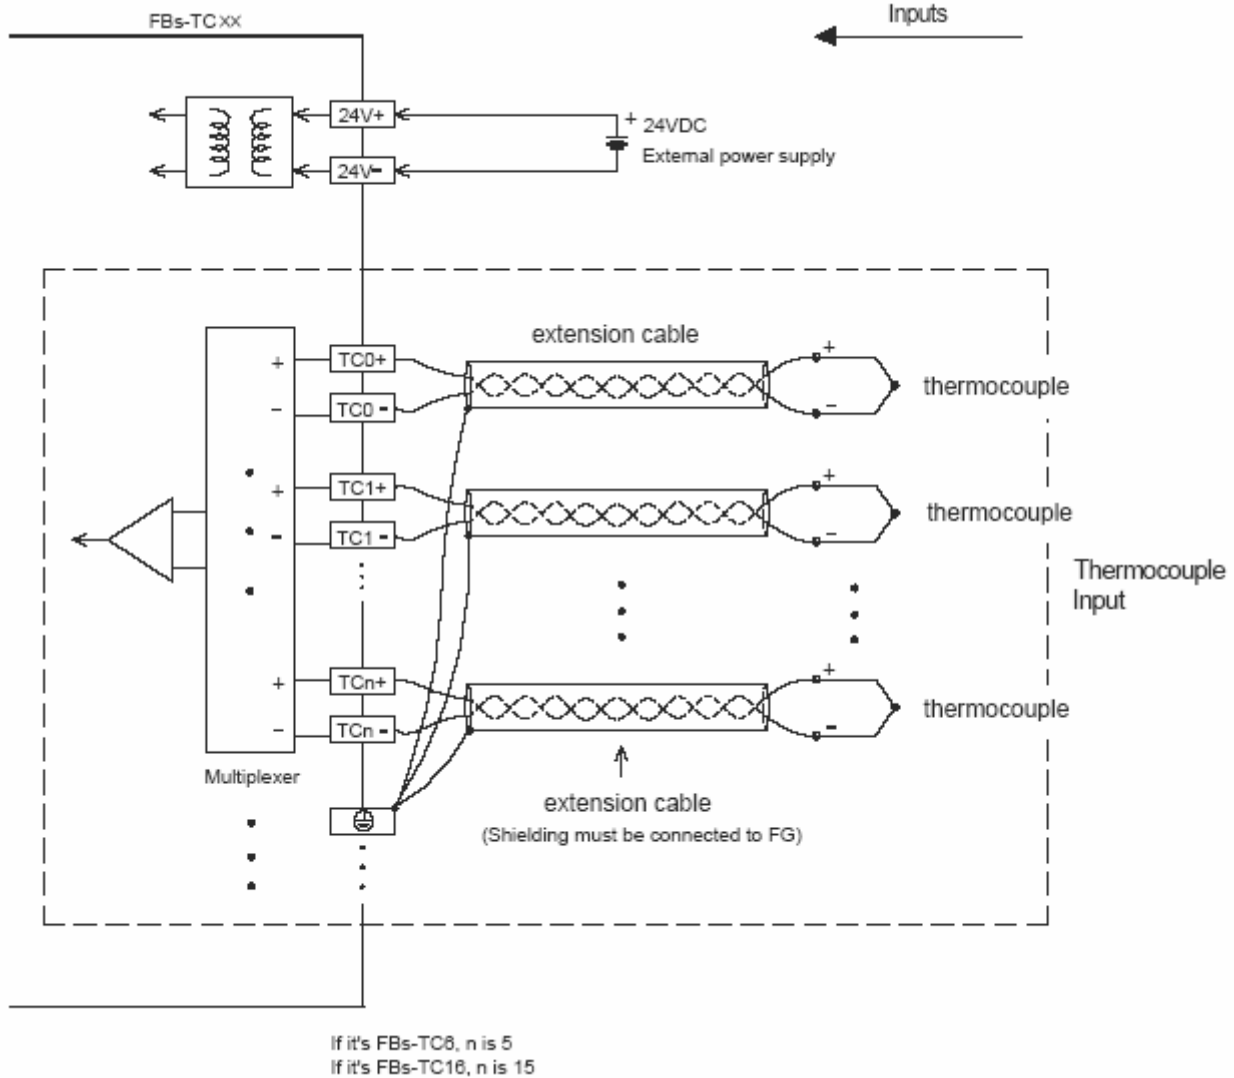 FBs-TC××
Inputs
24V+
+ 24VDC
External power supply
24V-
extension cable
+
TC0+
+
thermocouple
-
TC0 -
-
+
TC1+
+
thermocouple
-
TC1 -
-
Thermocouple
Input
+
TCn+
+
thermocouple
-
TCn -
-
Multiplexer
extension cable
(Shielding must be connected to FG)
If it's FBs-TC6, n is 5
If it's FBs-TC16, n is 15